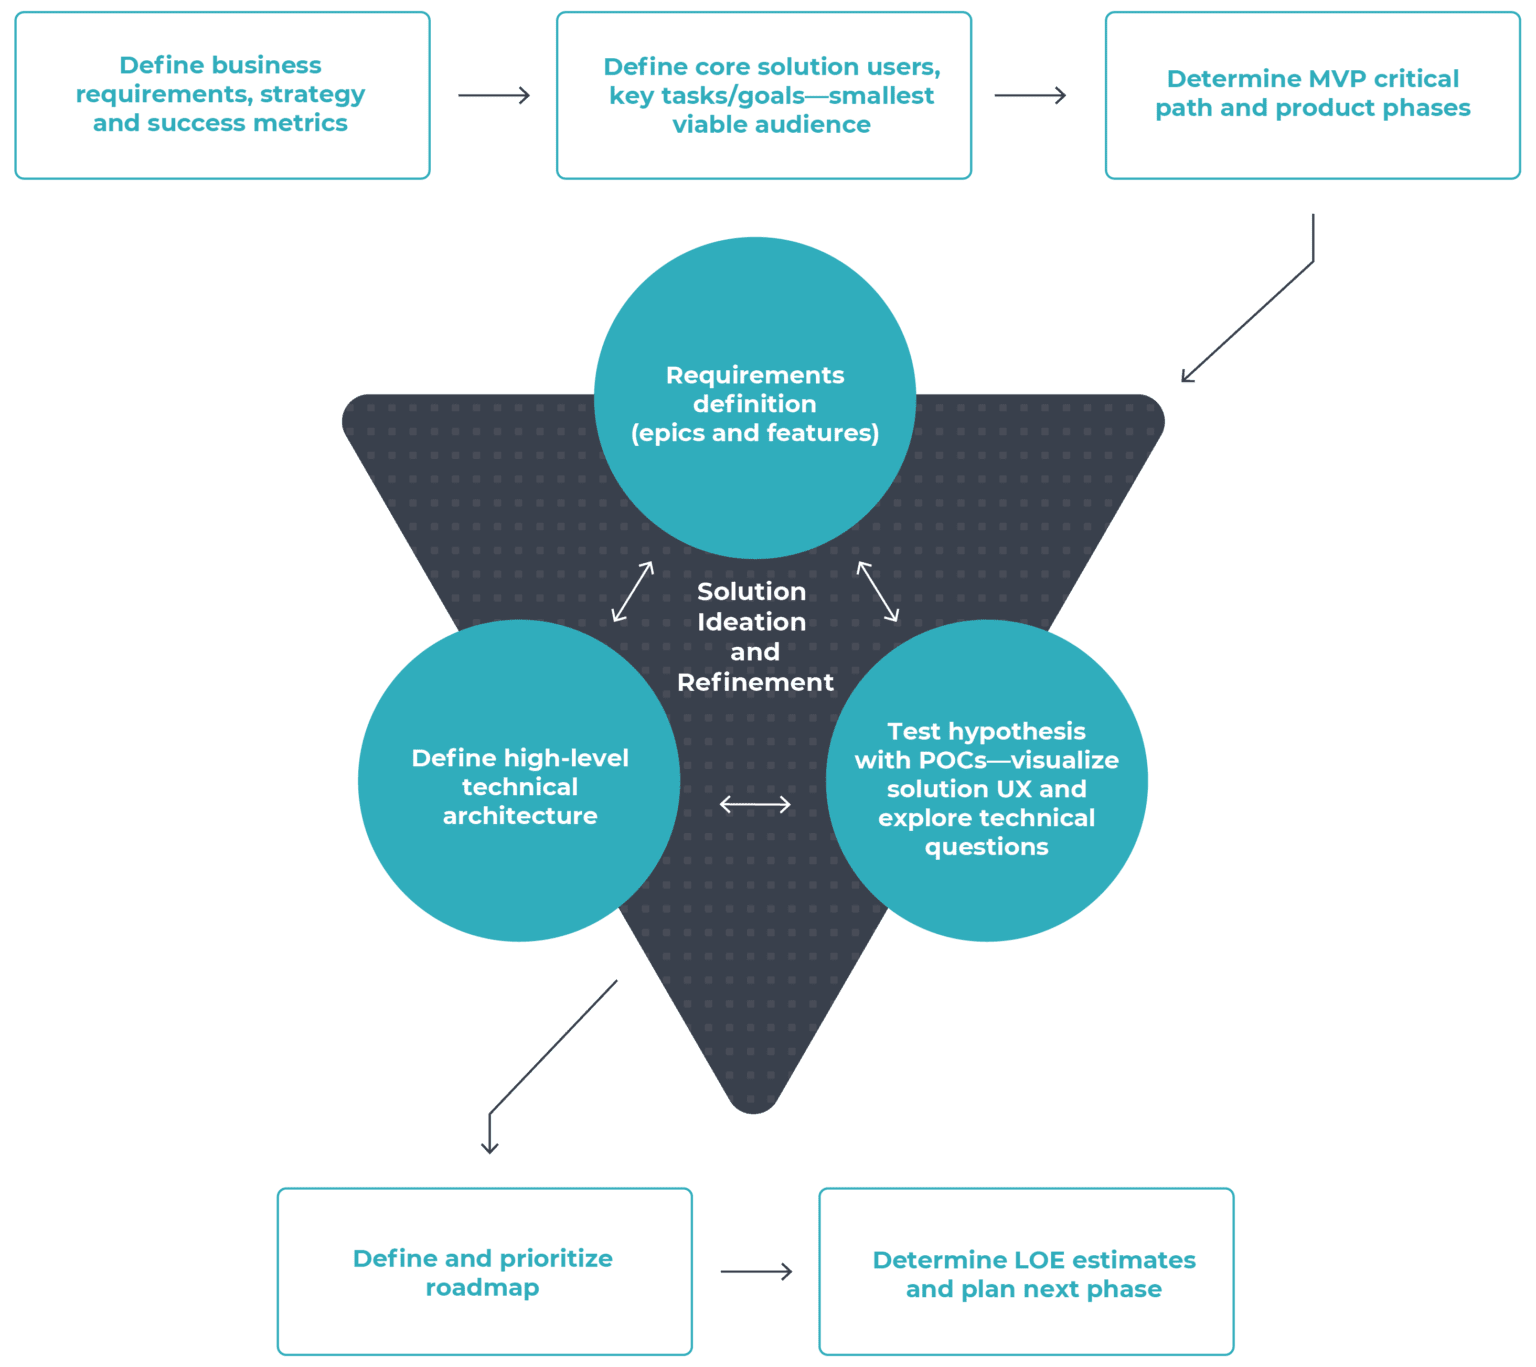 Define business
requirements, strategy
and success metrics
Define core solution users,
key tasks/goals—smallest
viable audience
Determine MVP critical
path and product phases
Requirements
definition
(epics and features)
Solution
Ideation
and
Refinement
Define high-level
technical
architecture
Test hypothesis
with POCs—visualize
solution UX and
explore technical
questions
Define and prioritize
roadmap
Determine LOE estimates
and plan next phase